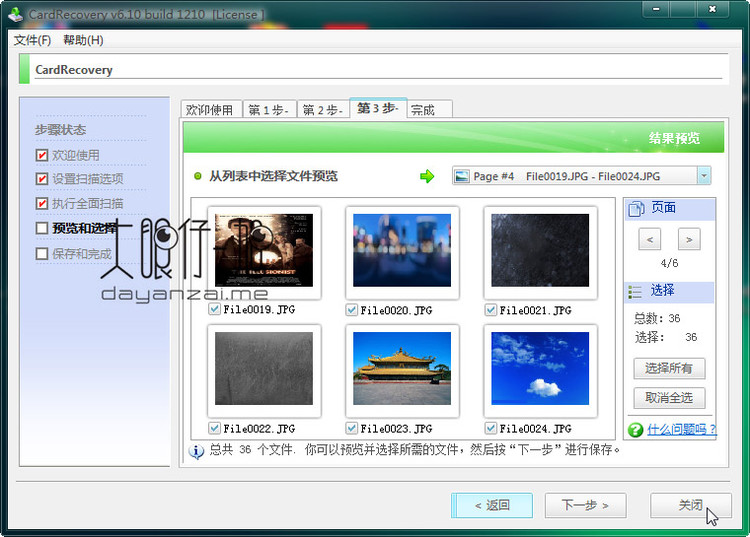 CardRecovery v6.10 build 1210 [License ]
文件(F) 帮助(H)
CardRecovery
步骤状态
欢迎使用
设置扫描选项
执行全面扫描
预览和选择
保存和完成
欢迎使用 第 1 步- 第 2 步- 第 3 步- 完成
结果预览
从列表中选择文件预览
Page #4 File0019.JPG - File0024.JPG
THE ILLUSIONIST
File0019.JPG File0020.JPG File0021.JPG
File0022.JPG File0023.JPG File0024.JPG
页面
< >
4/6
选择
总数: 36
选择: 36
选择所有
取消全选
什么问题吗?
总共 36 个文件. 你可以预览并选择所需的文件，然后按“下一步”进行保存。
< 返回 下一步 > 关闭
大眼仔~旭
dayanzai.me